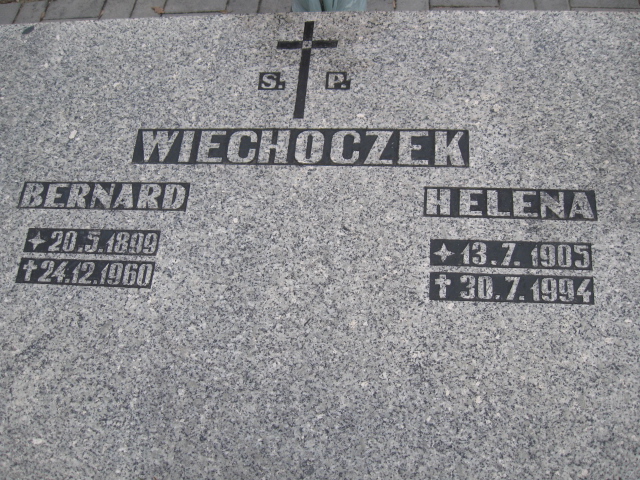 S. P.
WIECHOCZEK
BERNARD
20.5.1899
24.12.1960
HELENA
13.7.1905
30.7.1994